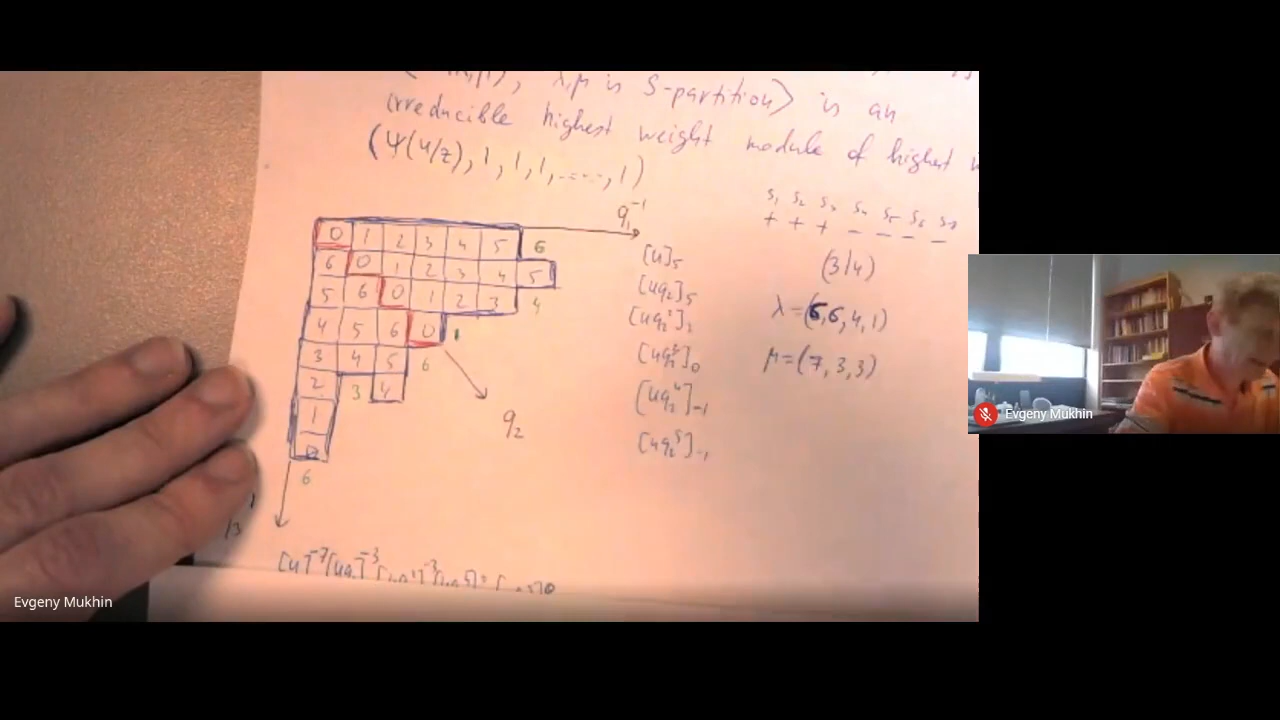 λ,μ is S-partition⟩ is an
irreducible highest weight module of highest
(Ψ(u/z), 1, 1, 1, ..., 1)
q₁⁻¹
0 1 2 3 4 5 6
6 0 1 2 3 4 5
5 6 0 1 2 3 4
4 5 6 0 1
3 4 5 6
2 3 4
1
6
q₂
[u]₅
[uq₂]₅
[uq₂⁴]₋₁
[uq₂⁵]₋₁
s₁ s₂ s₃ s₄ s₅ s₆ s₇
+ + + − − − −
(3|4)
λ=(6,6,4,1)
μ=(7,3,3)
Evgeny Mukhin
Evgeny Mukhin